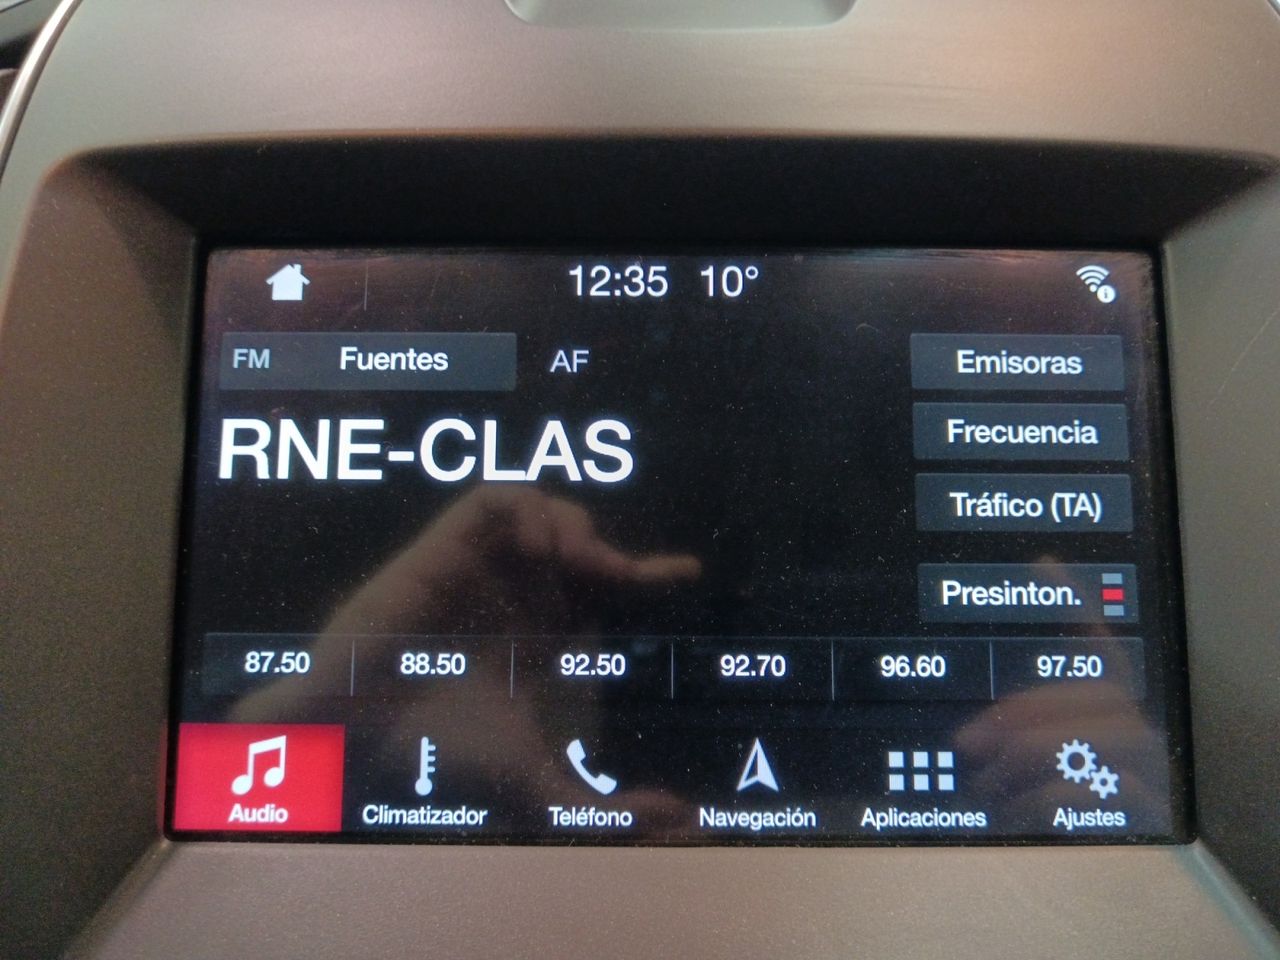 12:35 10°
FM Fuentes AF
Emisoras
RNE-CLAS
Frecuencia
Tráfico (TA)
Presinton.
87.50 88.50 92.50 92.70 96.60 97.50
Audio Climatizador Teléfono Navegación Aplicaciones Ajustes